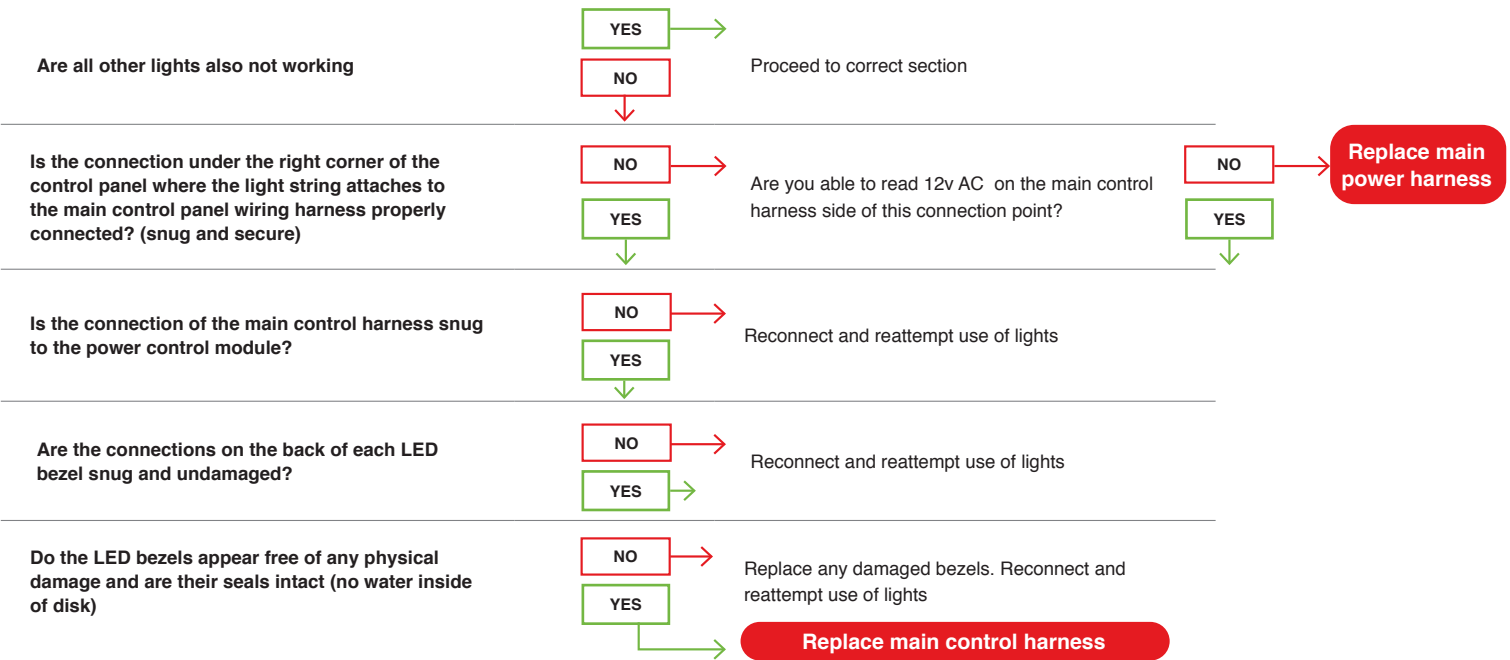 YES
Are all other lights also not working
Proceed to correct section
NO
Is the connection under the right corner of the
control panel where the light string attaches to
the main control panel wiring harness properly
connected? (snug and secure)
NO
YES
Are you able to read 12v AC on the main control
harness side of this connection point?
NO
YES
Replace main
power harness
Is the connection of the main control harness snug
to the power control module?
NO
YES
Reconnect and reattempt use of lights
Are the connections on the back of each LED
bezel snug and undamaged?
NO
YES
Reconnect and reattempt use of lights
Do the LED bezels appear free of any physical
damage and are their seals intact (no water inside
of disk)
NO
YES
Replace any damaged bezels. Reconnect and
reattempt use of lights
Replace main control harness